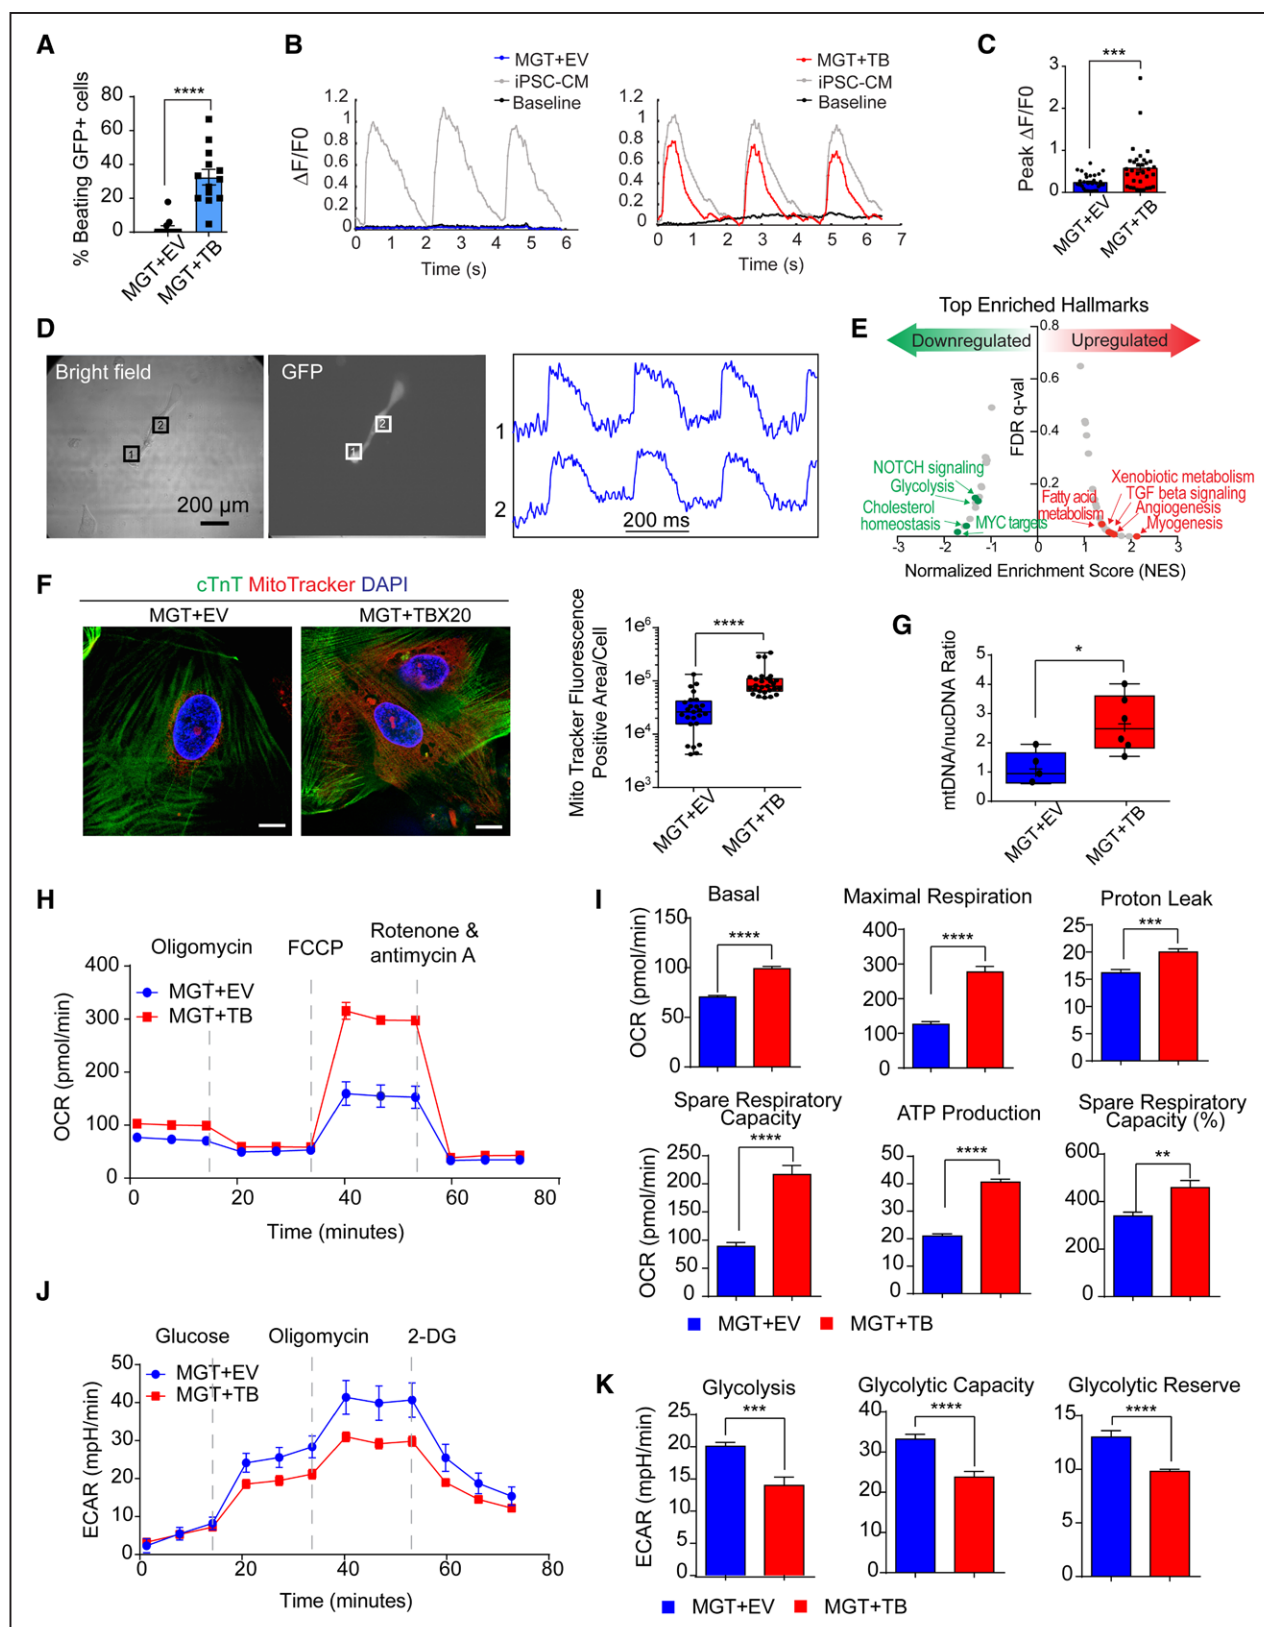 A
% Beating GFP+ cells
80
60
40
20
0
****
MGT+EV
MGT+TB
B
MGT+EV
iPSC-CM
Baseline
ΔF/F0
1.2
1
0.8
0.6
0.4
0.2
0
0 1 2 3 4 5 6
Time (s)
MGT+TB
iPSC-CM
Baseline
1.2
1
0.8
0.6
0.4
0.2
0
0 1 2 3 4 5 6 7
Time (s)
C
Peak ΔF/F0
3
2
1
0
***
MGT+EV
MGT+TB
D
Bright field
2
1
200 µm
GFP
2
1
1
2
200 ms
E
Top Enriched Hallmarks
Downregulated
Upregulated
0.8
0.6
0.4
0.2
FDR q-val
NOTCH signaling
Glycolysis
Cholesterol
homeostasis
MYC targets
Fatty acid
metabolism
Xenobiotic metabolism
TGF beta signaling
Angiogenesis
Myogenesis
-3 -2 -1 0 1 2 3
Normalized Enrichment Score (NES)
F
cTnT MitoTracker DAPI
MGT+EV
MGT+TBX20
Mito Tracker Fluorescence
Positive Area/Cell
1e6
1e5
1e4
1e3
****
MGT+EV
MGT+TB
G
mtDNA/nucDNA Ratio
5
4
3
2
1
0
*
MGT+EV
MGT+TB
H
Oligomycin
FCCP
Rotenone &
antimycin A
MGT+EV
MGT+TB
OCR (pmol/min)
400
300
200
100
0
0 20 40 60 80
Time (minutes)
I
Basal
OCR (pmol/min)
150
100
50
0
****
Maximal Respiration
400
300
200
100
0
****
Proton Leak
25
20
15
10
5
0
***
Spare Respiratory
Capacity
OCR (pmol/min)
250
200
150
100
50
0
****
ATP Production
50
40
30
20
10
0
****
Spare Respiratory
Capacity (%)
600
400
200
0
**
MGT+EV
MGT+TB
J
Glucose
Oligomycin
2-DG
MGT+EV
MGT+TB
ECAR (mpH/min)
50
40
30
20
10
0
0 20 40 60 80
Time (minutes)
K
Glycolysis
ECAR (mpH/min)
25
20
15
10
5
0
***
Glycolytic Capacity
40
30
20
10
0
****
Glycolytic Reserve
15
10
5
0
****
MGT+EV
MGT+TB